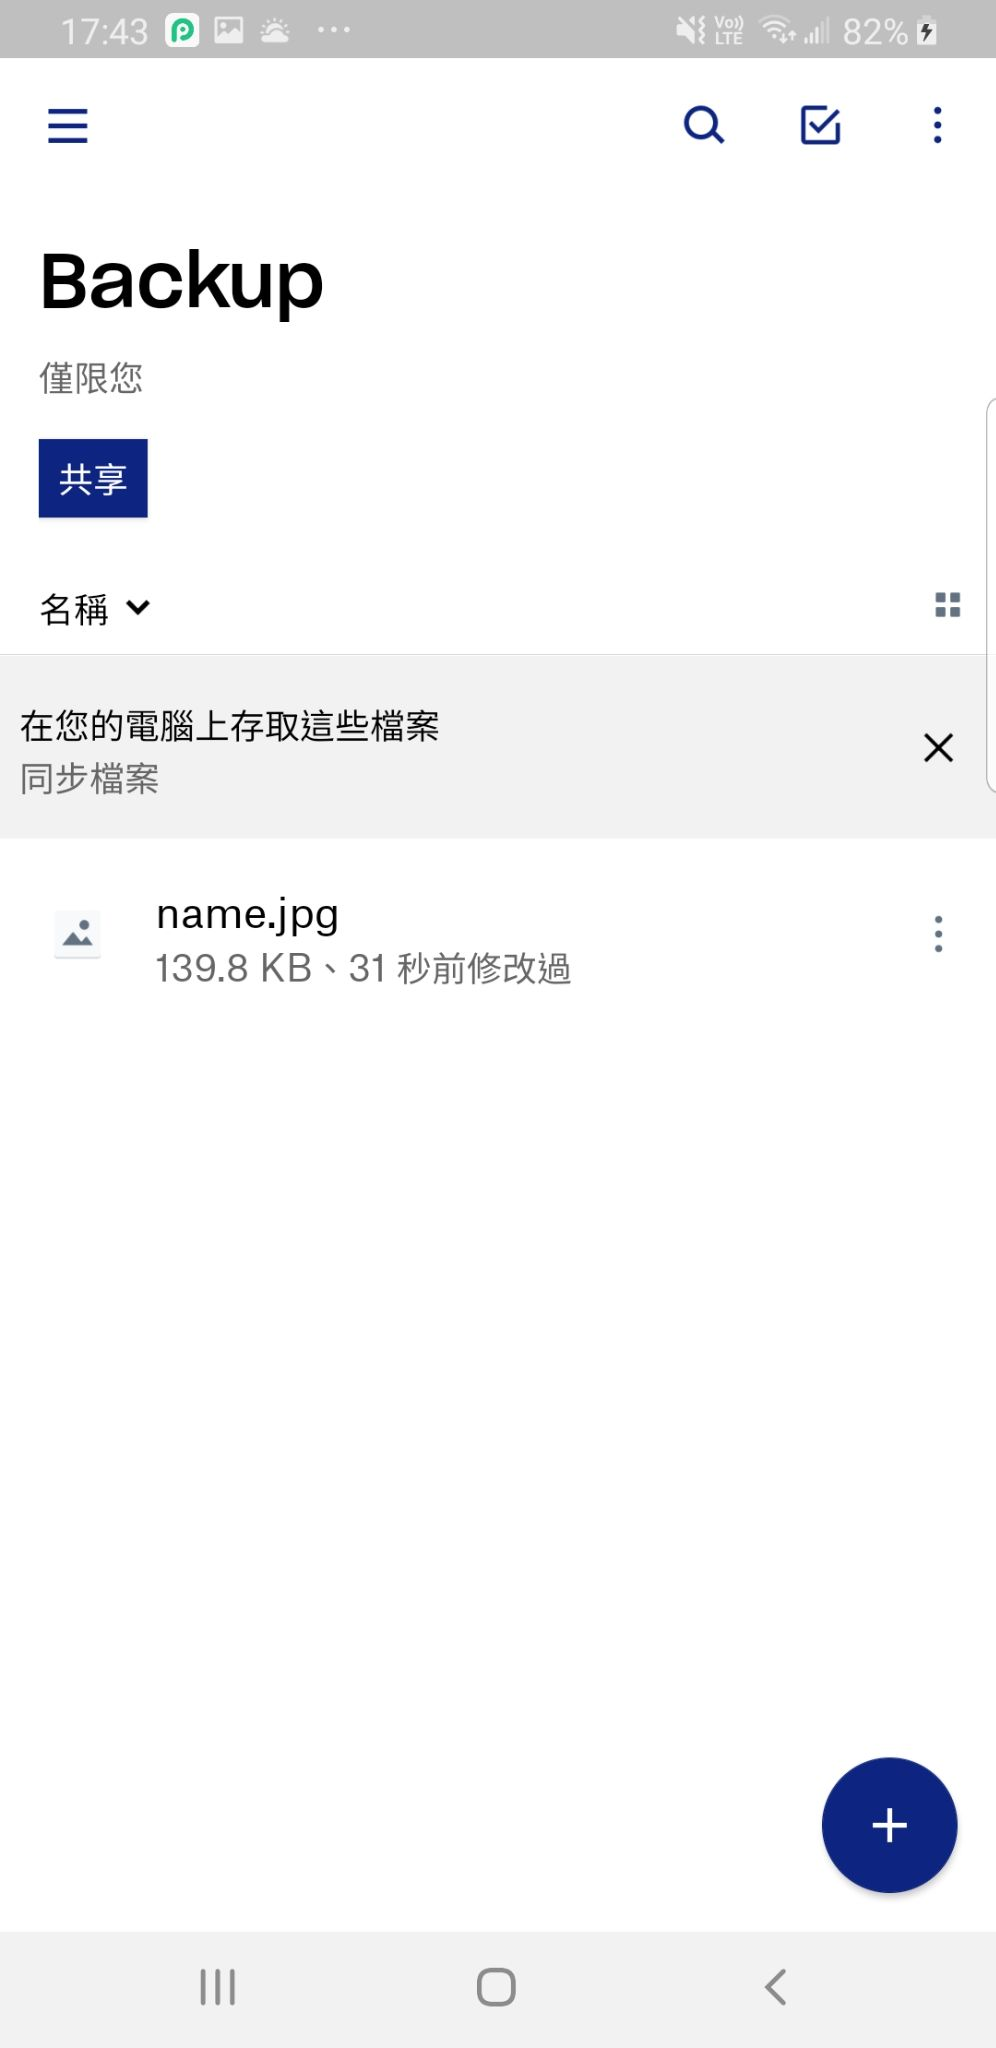 17:43 Vo)) LTE 82%
Backup
僅限您
共享
名稱
在您的電腦上存取這些檔案
同步檔案
name.jpg
139.8 KB、31 秒前修改過